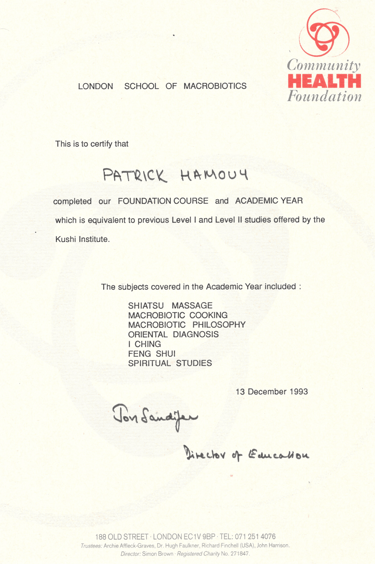 Community
HEALTH
Foundation
LONDON SCHOOL OF MACROBIOTICS
This is to certify that
PATRICK HAMOUY
completed our FOUNDATION COURSE and ACADEMIC YEAR
which is equivalent to previous Level I and Level II studies offered by the
Kushi Institute.
The subjects covered in the Academic Year included :
SHIATSU MASSAGE
MACROBIOTIC COOKING
MACROBIOTIC PHILOSOPHY
ORIENTAL DIAGNOSIS
I CHING
FENG SHUI
SPIRITUAL STUDIES
13 December 1993
Jon Sandifer
Director of Education
188 OLD STREET · LONDON EC1V 9BP · TEL: 071 251 4076
Trustees: Archie Affleck-Graves, Dr. Hugh Faulkner, Richard Finchell (USA), John Harrison,
Director: Simon Brown · Registered Charity No. 271847